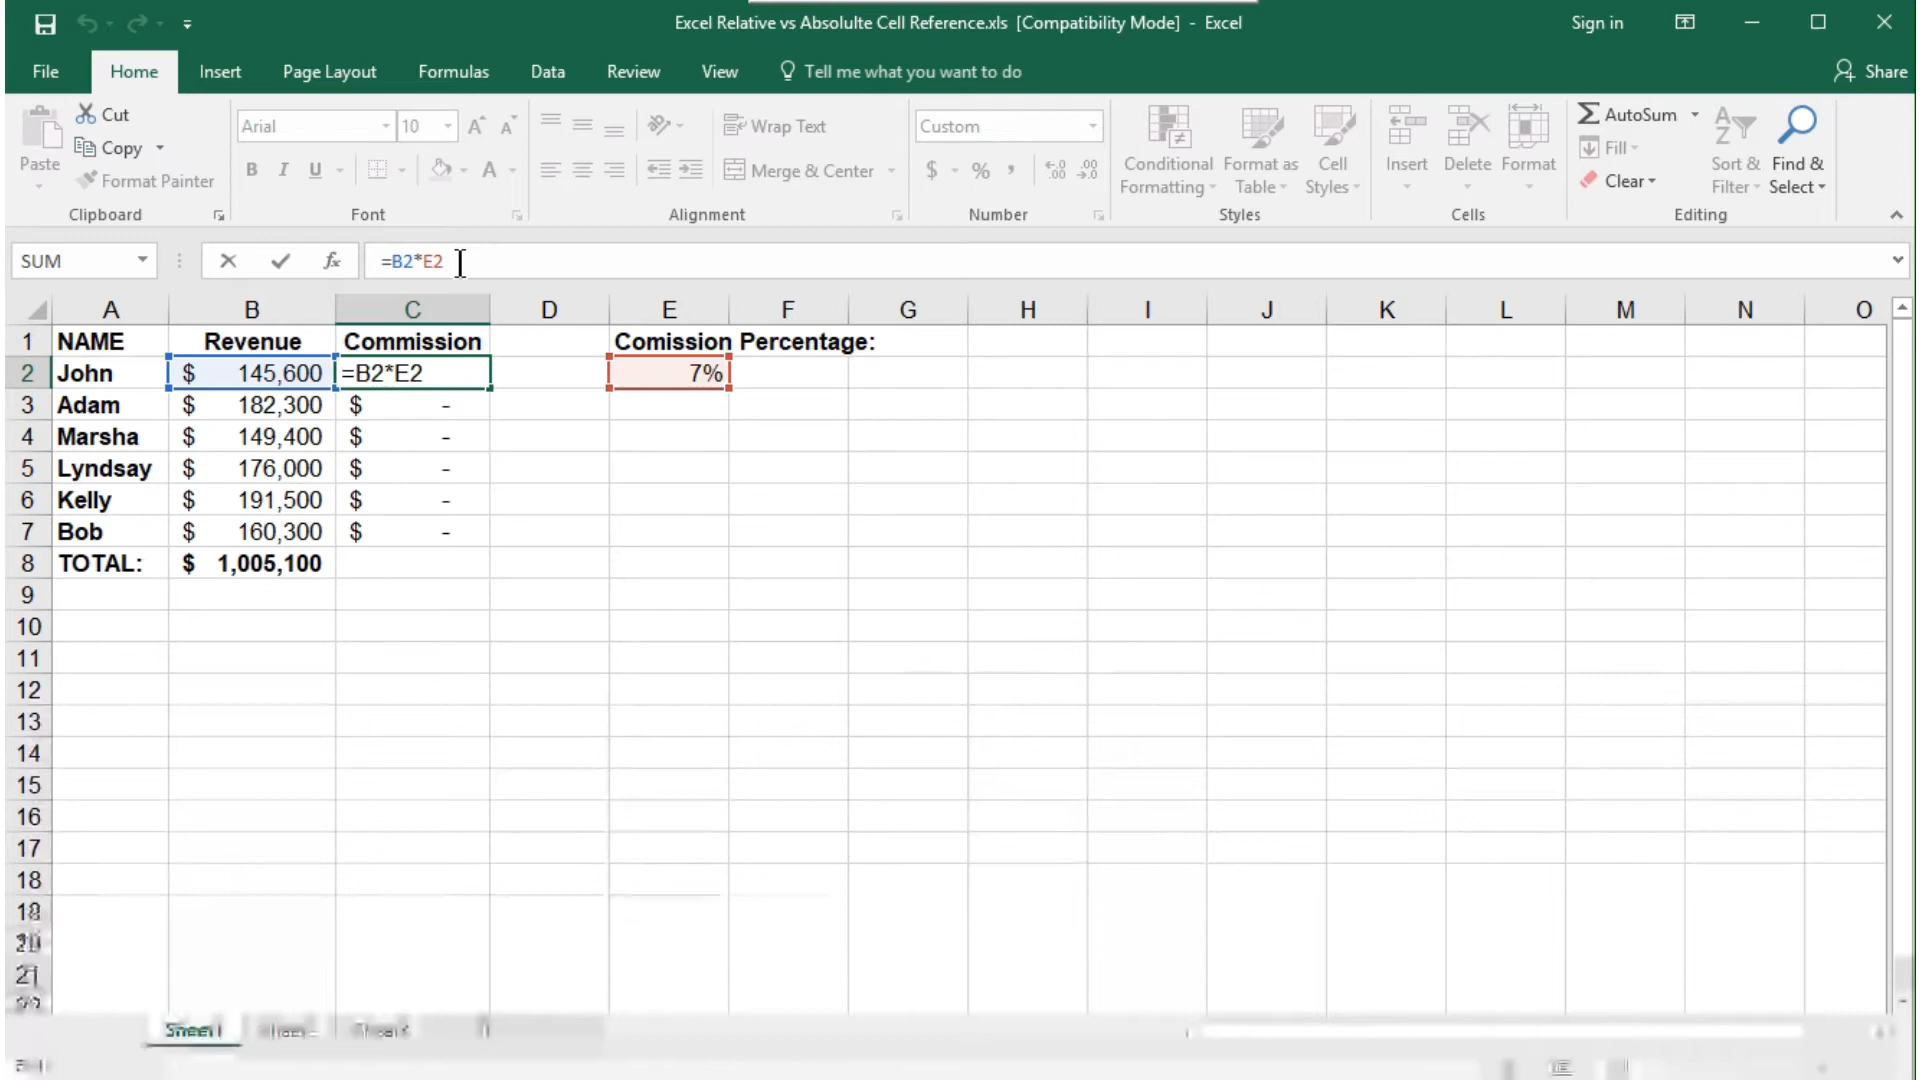 Excel Relative vs Absolulte Cell Reference.xls [Compatibility Mode] - Excel
Sign in
File Home Insert Page Layout Formulas Data Review View Tell me what you want to do Share
Paste
Cut
Copy
Format Painter
Clipboard
Arial 10
B I U A
Font
Wrap Text
Merge & Center
Alignment
Custom
$ % ,
Number
Conditional Formatting
Format as Table
Cell Styles
Styles
Insert Delete Format
Cells
AutoSum
Fill
Clear
Sort & Filter
Find & Select
Editing
SUM fx =B2*E2
A B C D E F G H I J K L M N O
1 NAME Revenue Commission Comission Percentage:
2 John $ 145,600 =B2*E2 7%
3 Adam $ 182,300 $ -
4 Marsha $ 149,400 $ -
5 Lyndsay $ 176,000 $ -
6 Kelly $ 191,500 $ -
7 Bob $ 160,300 $ -
8 TOTAL: $ 1,005,100
9
10
11
12
13
14
15
16
17
18
21
Sheet1